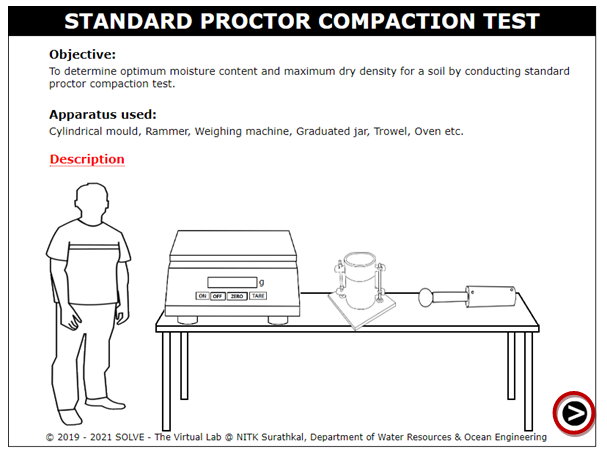 STANDARD PROCTOR COMPACTION TEST
Objective:
To determine optimum moisture content and maximum dry density for a soil by conducting standard
proctor compaction test.
Apparatus used:
Cylindrical mould, Rammer, Weighing machine, Graduated jar, Trowel, Oven etc.
Description
g
ON OFF ZERO TARE
© 2019 - 2021 SOLVE - The Virtual Lab @ NITK Surathkal, Department of Water Resources & Ocean Engineering